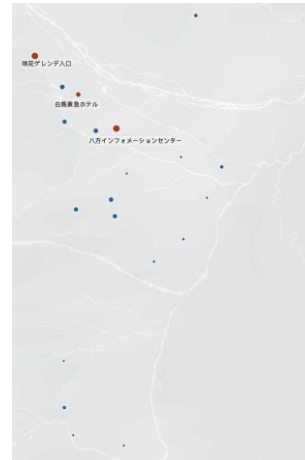 咲花ゲレンデ入口
白馬東急ホテル
八方インフォメーションセンター